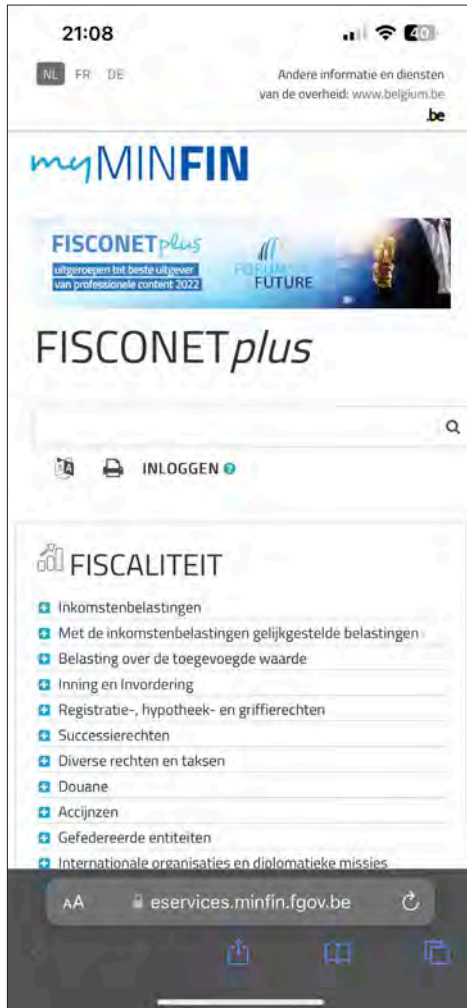 21:08
40
NL FR DE
Andere informatie en diensten
van de overheid: www.belgium.be
.be
myMINFIN
FISCONETplus
uitgeroepen tot beste uitgever
van professionele content 2022
FORUM
FUTURE
FISCONETplus
INLOGGEN ?
FISCALITEIT
Inkomstenbelastingen
Met de inkomstenbelastingen gelijkgestelde belastingen
Belasting over de toegevoegde waarde
Inning en Invordering
Registratie-, hypotheek- en griffierechten
Successierechten
Diverse rechten en taksen
Douane
Accijnzen
Gefedereerde entiteiten
Internationale organisaties en diplomatieke missies
AA eservices.minfin.fgov.be